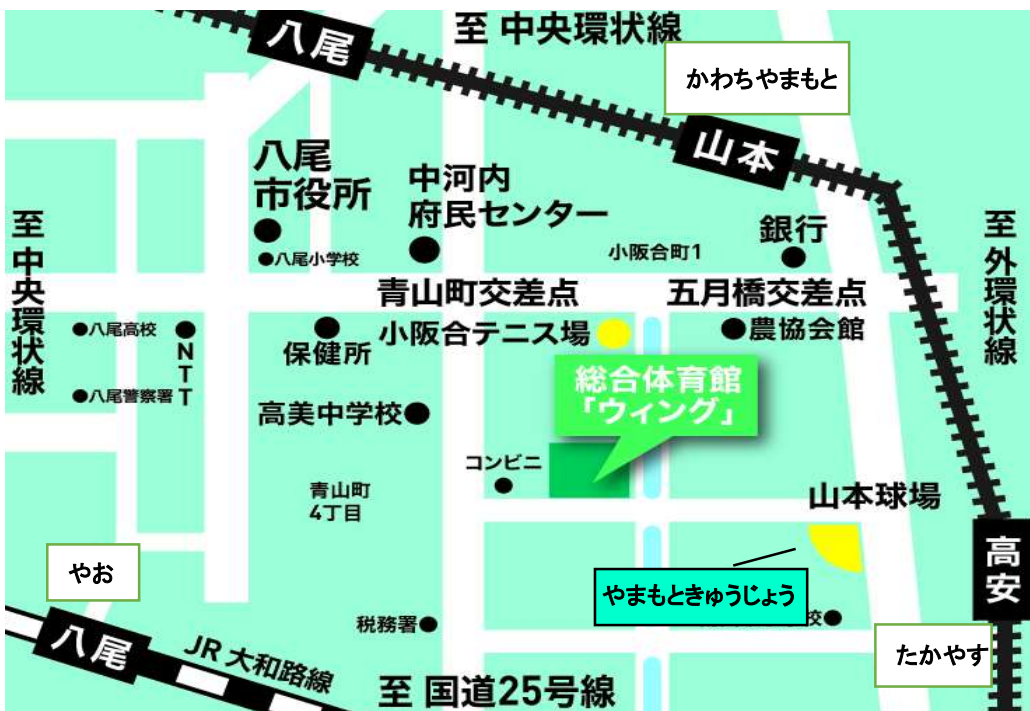 八尾
至 中央環状線
かわちやまもと
山本
八尾
市役所
中河内
府民センター
八尾小学校
小阪合町1
銀行
至 中央環状線
至 外環状線
青山町交差点
五月橋交差点
八尾高校
NTT
保健所
小阪合テニス場
農協会館
八尾警察署
総合体育館
「ウィング」
高美中学校
コンビニ
青山町
4丁目
山本球場
高安
やお
やまもときゅうじょう
校
税務署
たかやす
八尾
JR 大和路線
至 国道25号線